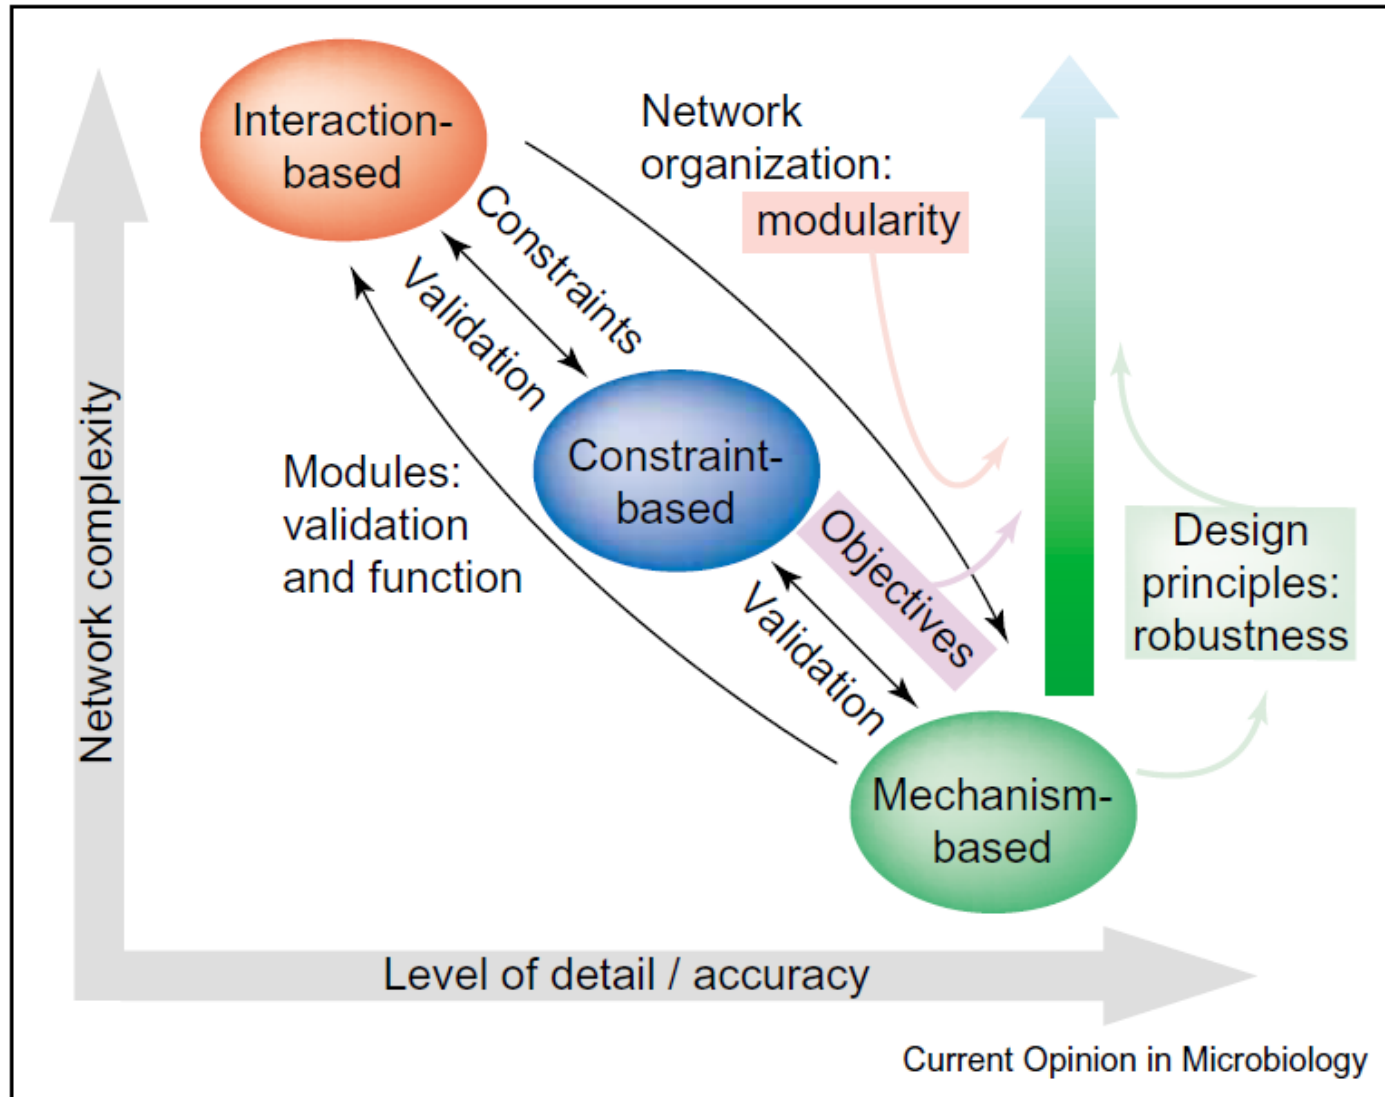 Interaction-
based
Network
organization:
modularity
Constraints
Validation
Constraint-
based
Modules:
validation
and function
Objectives
Validation
Design
principles:
robustness
Mechanism-
based
Network complexity
Level of detail / accuracy
Current Opinion in Microbiology